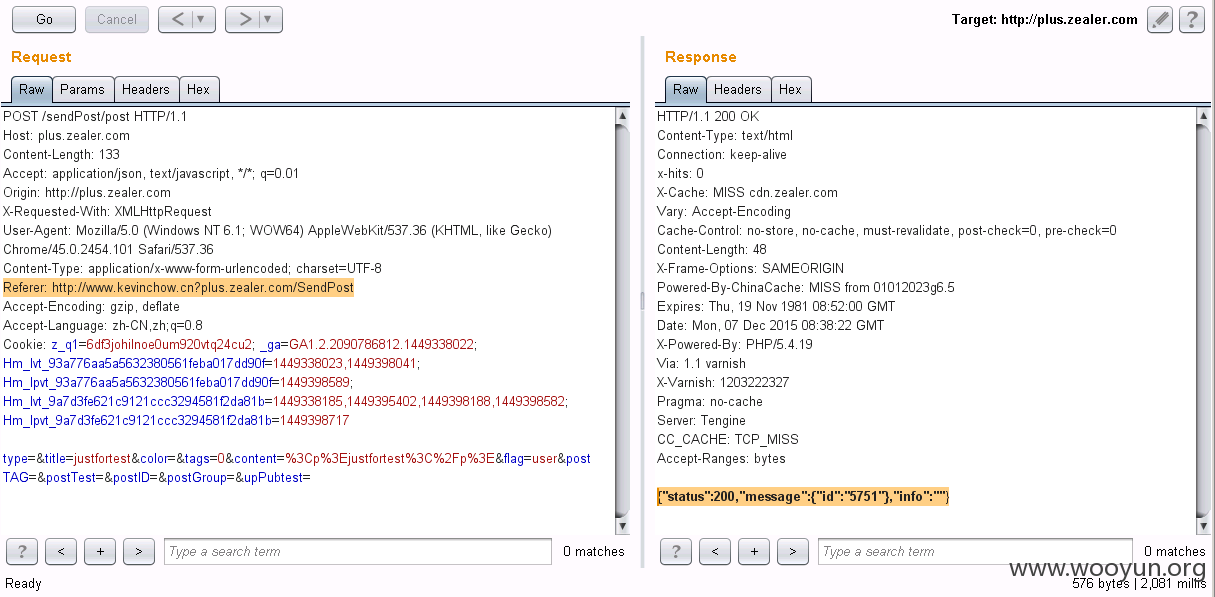 Go Cancel < > Target: http://plus.zealer.com ?
Request
Raw Params Headers Hex
POST /sendPost/post HTTP/1.1
Host: plus.zealer.com
Content-Length: 133
Accept: application/json, text/javascript, */*; q=0.01
Origin: http://plus.zealer.com
X-Requested-With: XMLHttpRequest
User-Agent: Mozilla/5.0 (Windows NT 6.1; WOW64) AppleWebKit/537.36 (KHTML, like Gecko)
Chrome/45.0.2454.101 Safari/537.36
Content-Type: application/x-www-form-urlencoded; charset=UTF-8
Referer: http://www.kevinchow.cn?plus.zealer.com/SendPost
Accept-Encoding: gzip, deflate
Accept-Language: zh-CN,zh;q=0.8
Cookie: z_q1=6df3johilnoe0um920vtq24cu2; _ga=GA1.2.2090786812.1449338022;
Hm_lvt_93a776aa5a5632380561feba017dd90f=1449338023,1449398041;
Hm_lpvt_93a776aa5a5632380561feba017dd90f=1449398589;
Hm_lvt_9a7d3fe621c9121ccc3294581f2da81b=1449338185,1449395402,1449398188,1449398582;
Hm_lpvt_9a7d3fe621c9121ccc3294581f2da81b=1449398717
type=&title=justfortest&color=&tags=0&content=%3Cp%3Ejustfortest%3C%2Fp%3E&flag=user&post
TAG=&postTest=&postID=&postGroup=&upPubtest=
? < + > Type a search term 0 matches
Ready
Response
Raw Headers Hex
HTTP/1.1 200 OK
Content-Type: text/html
Connection: keep-alive
x-hits: 0
X-Cache: MISS cdn.zealer.com
Vary: Accept-Encoding
Cache-Control: no-store, no-cache, must-revalidate, post-check=0, pre-check=0
Content-Length: 48
X-Frame-Options: SAMEORIGIN
Powered-By-ChinaCache: MISS from 01012023g6.5
Expires: Thu, 19 Nov 1981 08:52:00 GMT
Date: Mon, 07 Dec 2015 08:38:22 GMT
X-Powered-By: PHP/5.4.19
Via: 1.1 varnish
X-Varnish: 1203222327
Pragma: no-cache
Server: Tengine
CC_CACHE: TCP_MISS
Accept-Ranges: bytes
{"status":200,"message":{"id":"5751"},"info":""}
? < + > Type a search term 0 matches
www.wooyun.org
576 bytes | 2,081 millis